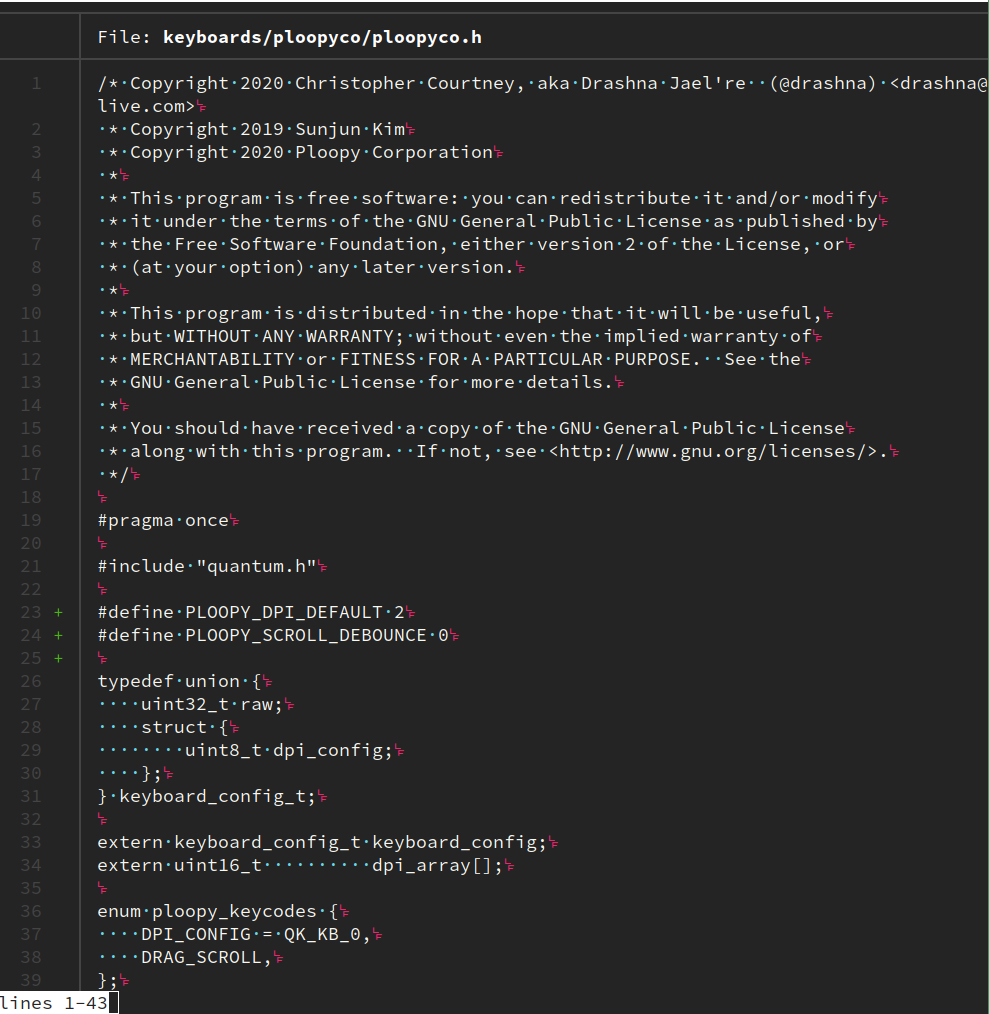 File: keyboards/ploopyco/ploopyco.h
1 /*·Copyright·2020·Christopher·Courtney,·aka·Drashna·Jael're··(@drashna)·<drashna@
live.com>␊
2 ·*·Copyright·2019·Sunjun·Kim␊
3 ·*·Copyright·2020·Ploopy·Corporation␊
4 ·*␊
5 ·*·This·program·is·free·software:·you·can·redistribute·it·and/or·modify␊
6 ·*·it·under·the·terms·of·the·GNU·General·Public·License·as·published·by␊
7 ·*·the·Free·Software·Foundation,·either·version·2·of·the·License,·or␊
8 ·*·(at·your·option)·any·later·version.␊
9 ·*␊
10 ·*·This·program·is·distributed·in·the·hope·that·it·will·be·useful,␊
11 ·*·but·WITHOUT·ANY·WARRANTY;·without·even·the·implied·warranty·of␊
12 ·*·MERCHANTABILITY·or·FITNESS·FOR·A·PARTICULAR·PURPOSE.··See·the␊
13 ·*·GNU·General·Public·License·for·more·details.␊
14 ·*␊
15 ·*·You·should·have·received·a·copy·of·the·GNU·General·Public·License␊
16 ·*·along·with·this·program.··If·not,·see·<http://www.gnu.org/licenses/>.␊
17 ·*/␊
18 ␊
19 #pragma·once␊
20 ␊
21 #include·"quantum.h"␊
22 ␊
23 + #define·PLOOPY_DPI_DEFAULT·2␊
24 + #define·PLOOPY_SCROLL_DEBOUNCE·0␊
25 + ␊
26 typedef·union·{␊
27 ····uint32_t·raw;␊
28 ····struct·{␊
29 ········uint8_t·dpi_config;␊
30 ····};␊
31 }·keyboard_config_t;␊
32 ␊
33 extern·keyboard_config_t·keyboard_config;␊
34 extern·uint16_t··········dpi_array[];␊
35 ␊
36 enum·ploopy_keycodes·{␊
37 ····DPI_CONFIG·=·QK_KB_0,␊
38 ····DRAG_SCROLL,␊
39 };␊
lines 1-43